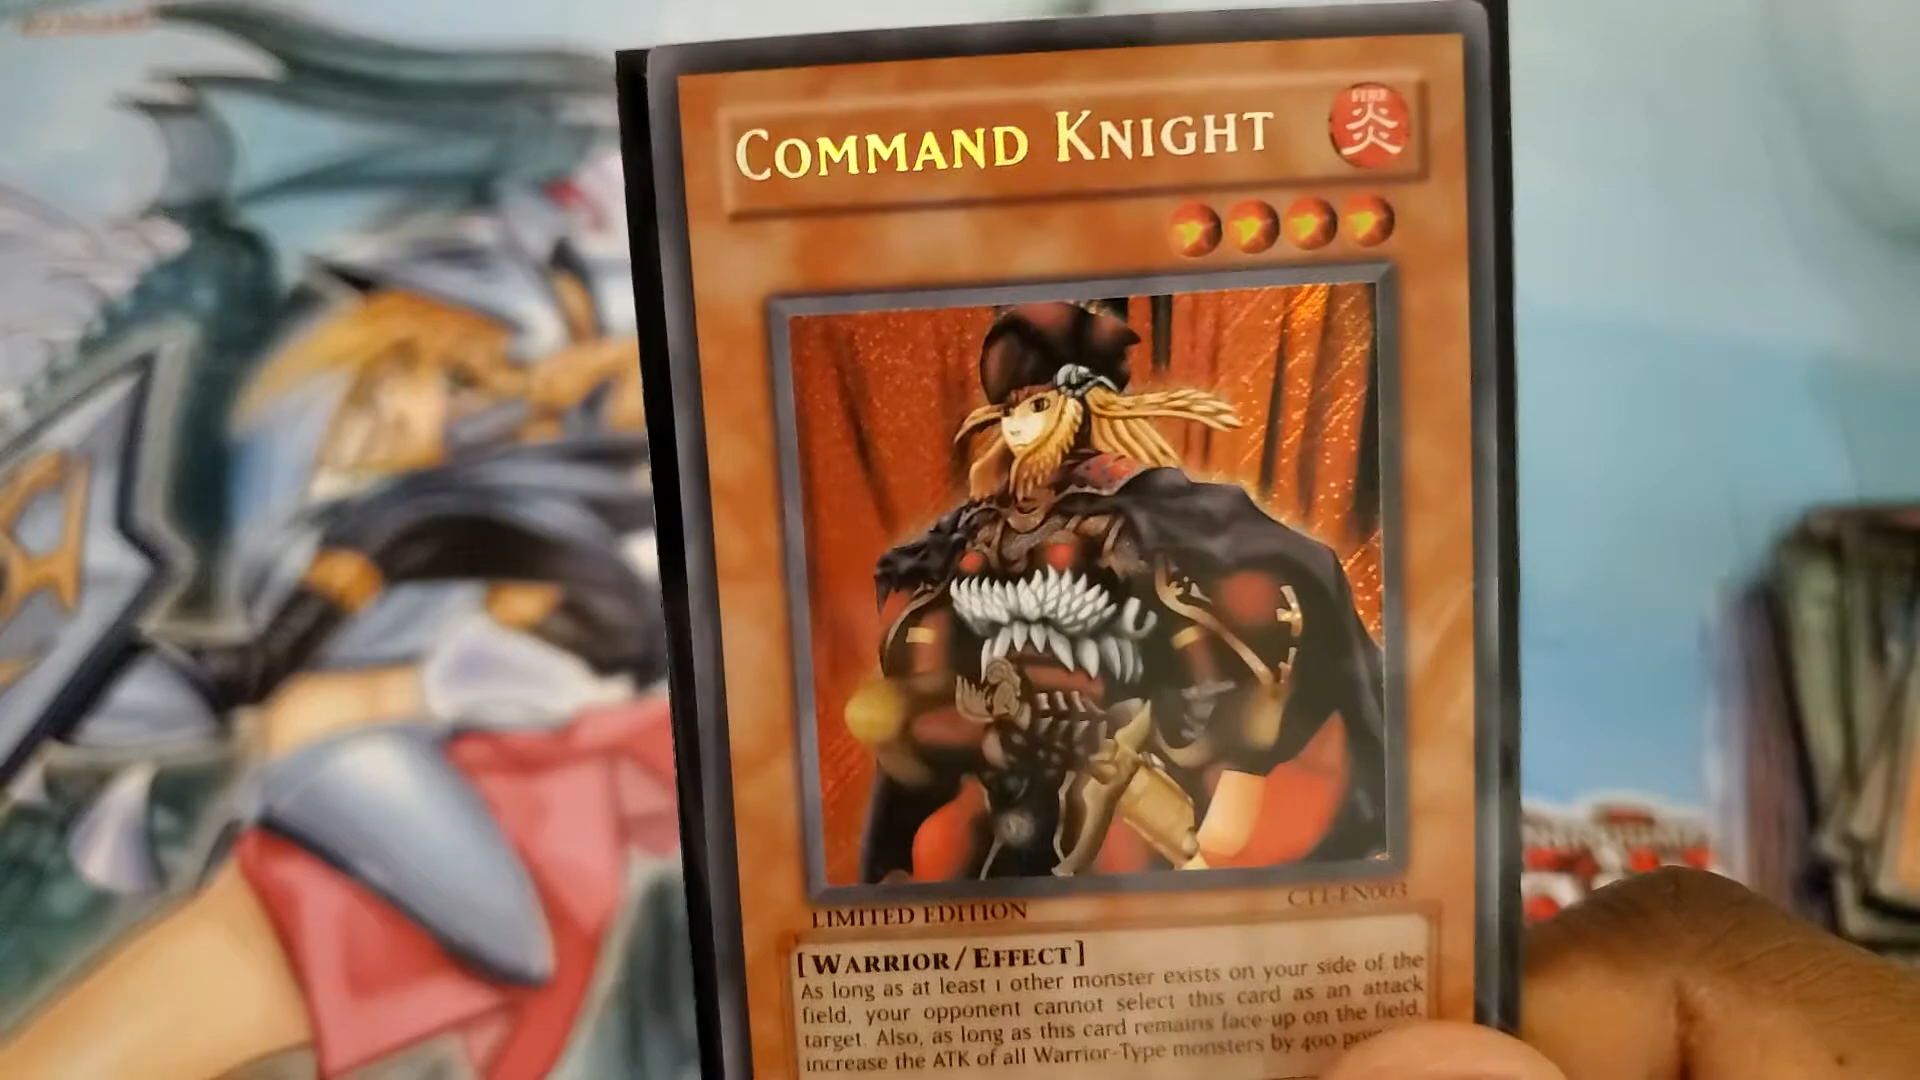 COMMAND KNIGHT
FIRE
炎
LIMITED EDITION
CT1-EN003
[WARRIOR/EFFECT]
As long as at least 1 other monster exists on your side of the
field, your opponent cannot select this card as an attack
target. Also, as long as this card remains face-up on the field,
increase the ATK of all Warrior-Type monsters by 400